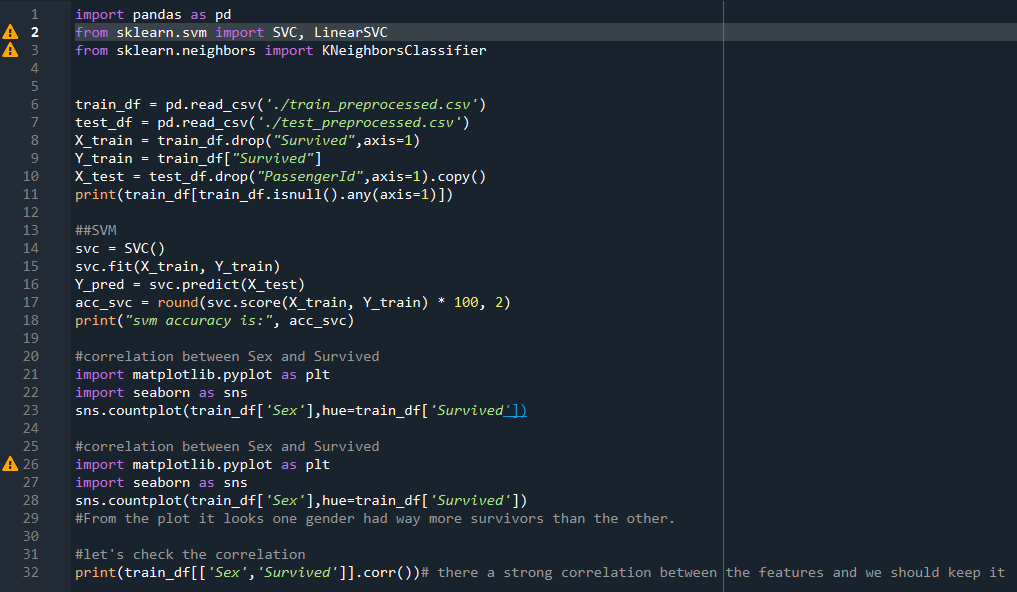 1 import pandas as pd
2 from sklearn.svm import SVC, LinearSVC
3 from sklearn.neighbors import KNeighborsClassifier
4
5
6 train_df = pd.read_csv('./train_preprocessed.csv')
7 test_df = pd.read_csv('./test_preprocessed.csv')
8 X_train = train_df.drop("Survived",axis=1)
9 Y_train = train_df["Survived"]
10 X_test = test_df.drop("PassengerId",axis=1).copy()
11 print(train_df[train_df.isnull().any(axis=1)])
12
13 ##SVM
14 svc = SVC()
15 svc.fit(X_train, Y_train)
16 Y_pred = svc.predict(X_test)
17 acc_svc = round(svc.score(X_train, Y_train) * 100, 2)
18 print("svm accuracy is:", acc_svc)
19
20 #correlation between Sex and Survived
21 import matplotlib.pyplot as plt
22 import seaborn as sns
23 sns.countplot(train_df['Sex'],hue=train_df['Survived'])
24
25 #correlation between Sex and Survived
26 import matplotlib.pyplot as plt
27 import seaborn as sns
28 sns.countplot(train_df['Sex'],hue=train_df['Survived'])
29 #From the plot it looks one gender had way more survivors than the other.
30
31 #let's check the correlation
32 print(train_df[['Sex','Survived']].corr())# there a strong correlation between the features and we should keep it